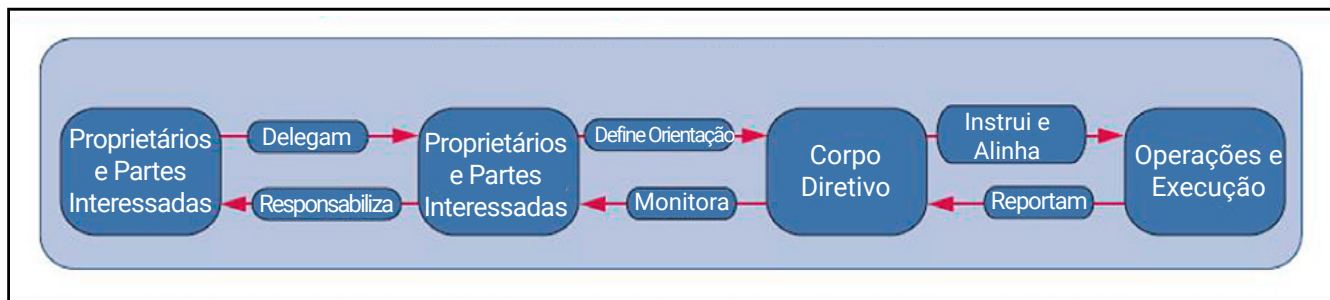 Proprietários
e Partes
Interessadas
Delegam
Responsabiliza
Proprietários
e Partes
Interessadas
Define Orientação
Monitora
Corpo
Diretivo
Instrui e
Alinha
Reportam
Operações e
Execução